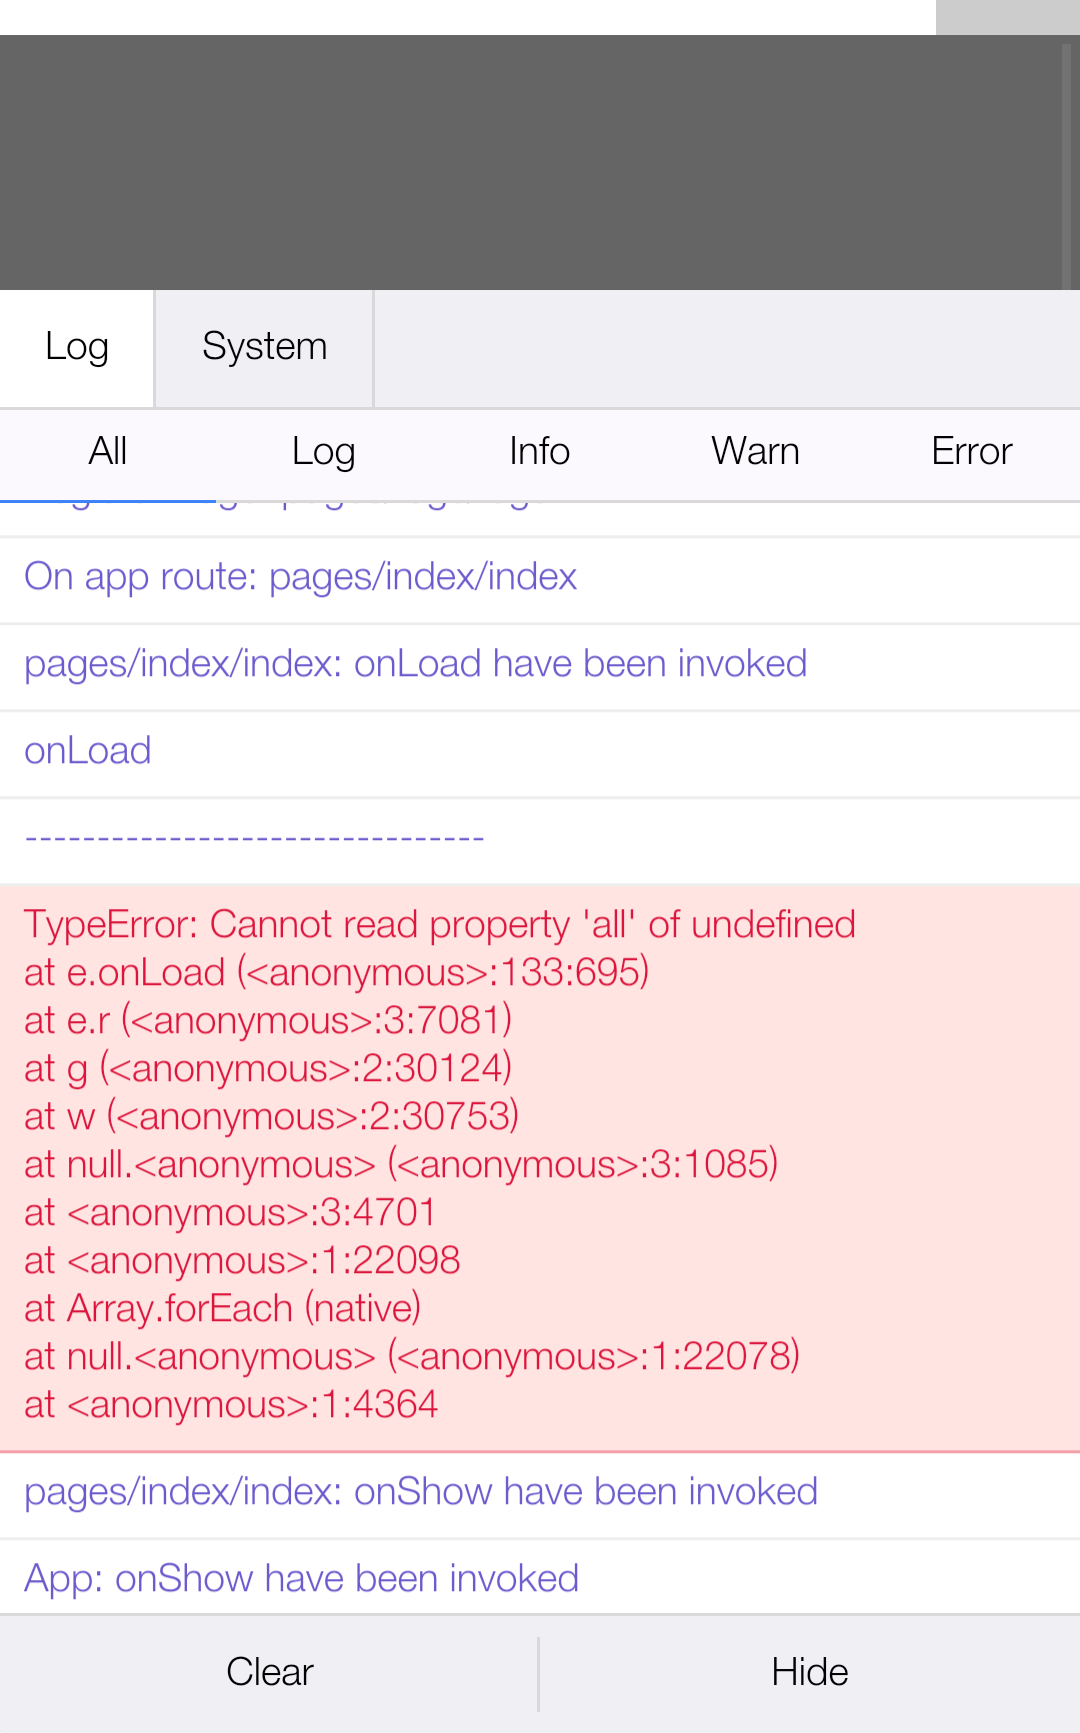 Log
System
All
Log
Info
Warn
Error
On app route: pages/index/index
pages/index/index: onLoad have been invoked
onLoad
--------------------------------
TypeError: Cannot read property 'all' of undefined
at e.onLoad (<anonymous>:133:695)
at e.r (<anonymous>:3:7081)
at g (<anonymous>:2:30124)
at w (<anonymous>:2:30753)
at null.<anonymous> (<anonymous>:3:1085)
at <anonymous>:3:4701
at <anonymous>:1:22098
at Array.forEach (native)
at null.<anonymous> (<anonymous>:1:22078)
at <anonymous>:1:4364
pages/index/index: onShow have been invoked
App: onShow have been invoked
Clear
Hide